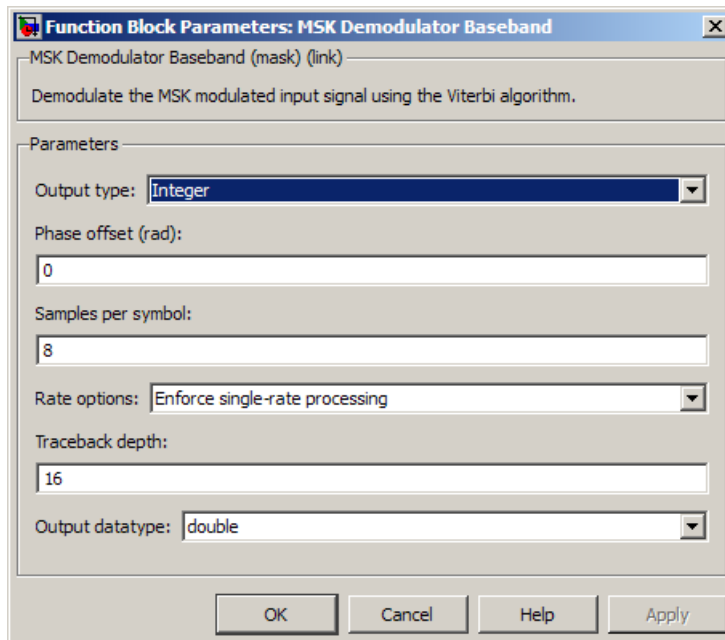 Function Block Parameters: MSK Demodulator Baseband
MSK Demodulator Baseband (mask) (link)
Demodulate the MSK modulated input signal using the Viterbi algorithm.
Parameters
Output type: Integer
Phase offset (rad):
0
Samples per symbol:
8
Rate options: Enforce single-rate processing
Traceback depth:
16
Output datatype: double
OK Cancel Help Apply